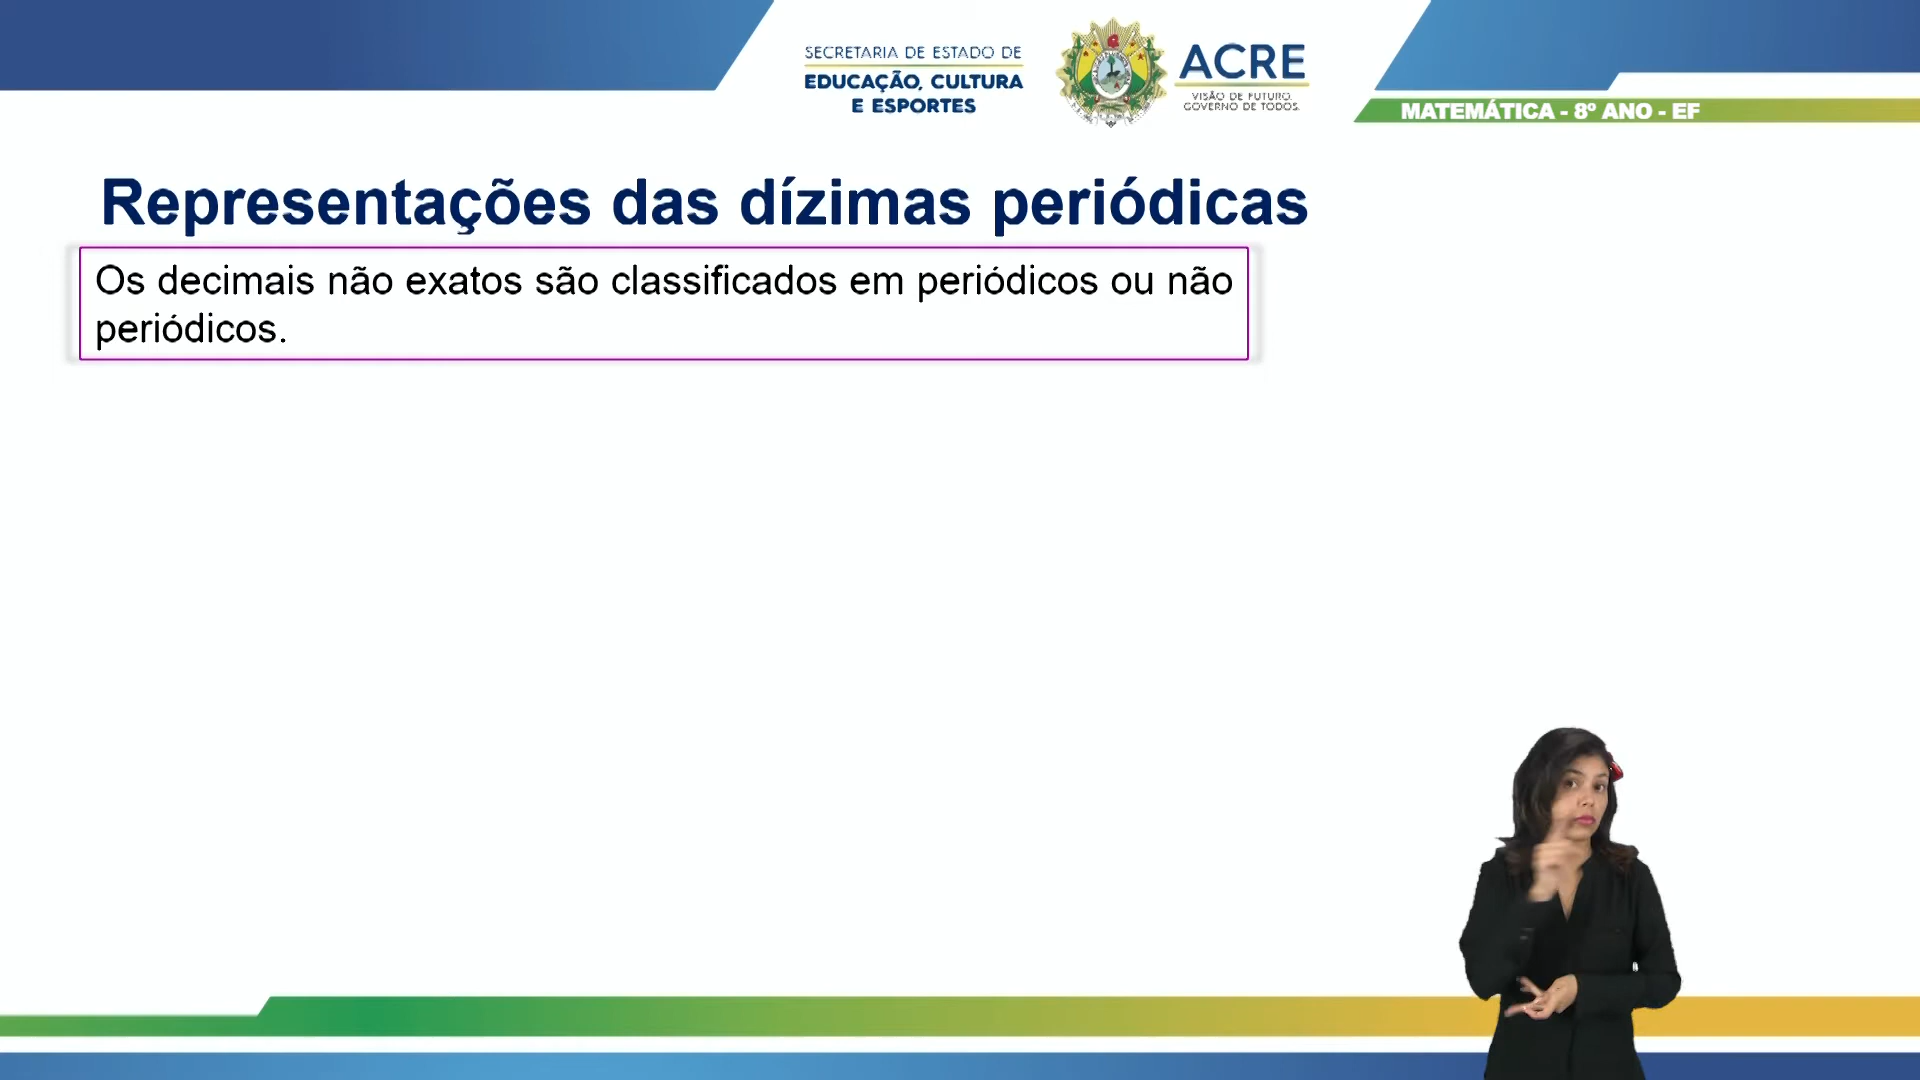 SECRETARIA DE ESTADO DE
EDUCAÇÃO, CULTURA
E ESPORTES
ACRE
VISÃO DE FUTURO.
GOVERNO DE TODOS.
MATEMÁTICA - 8º ANO - EF
Representações das dízimas periódicas
Os decimais não exatos são classificados em periódicos ou não
periódicos.